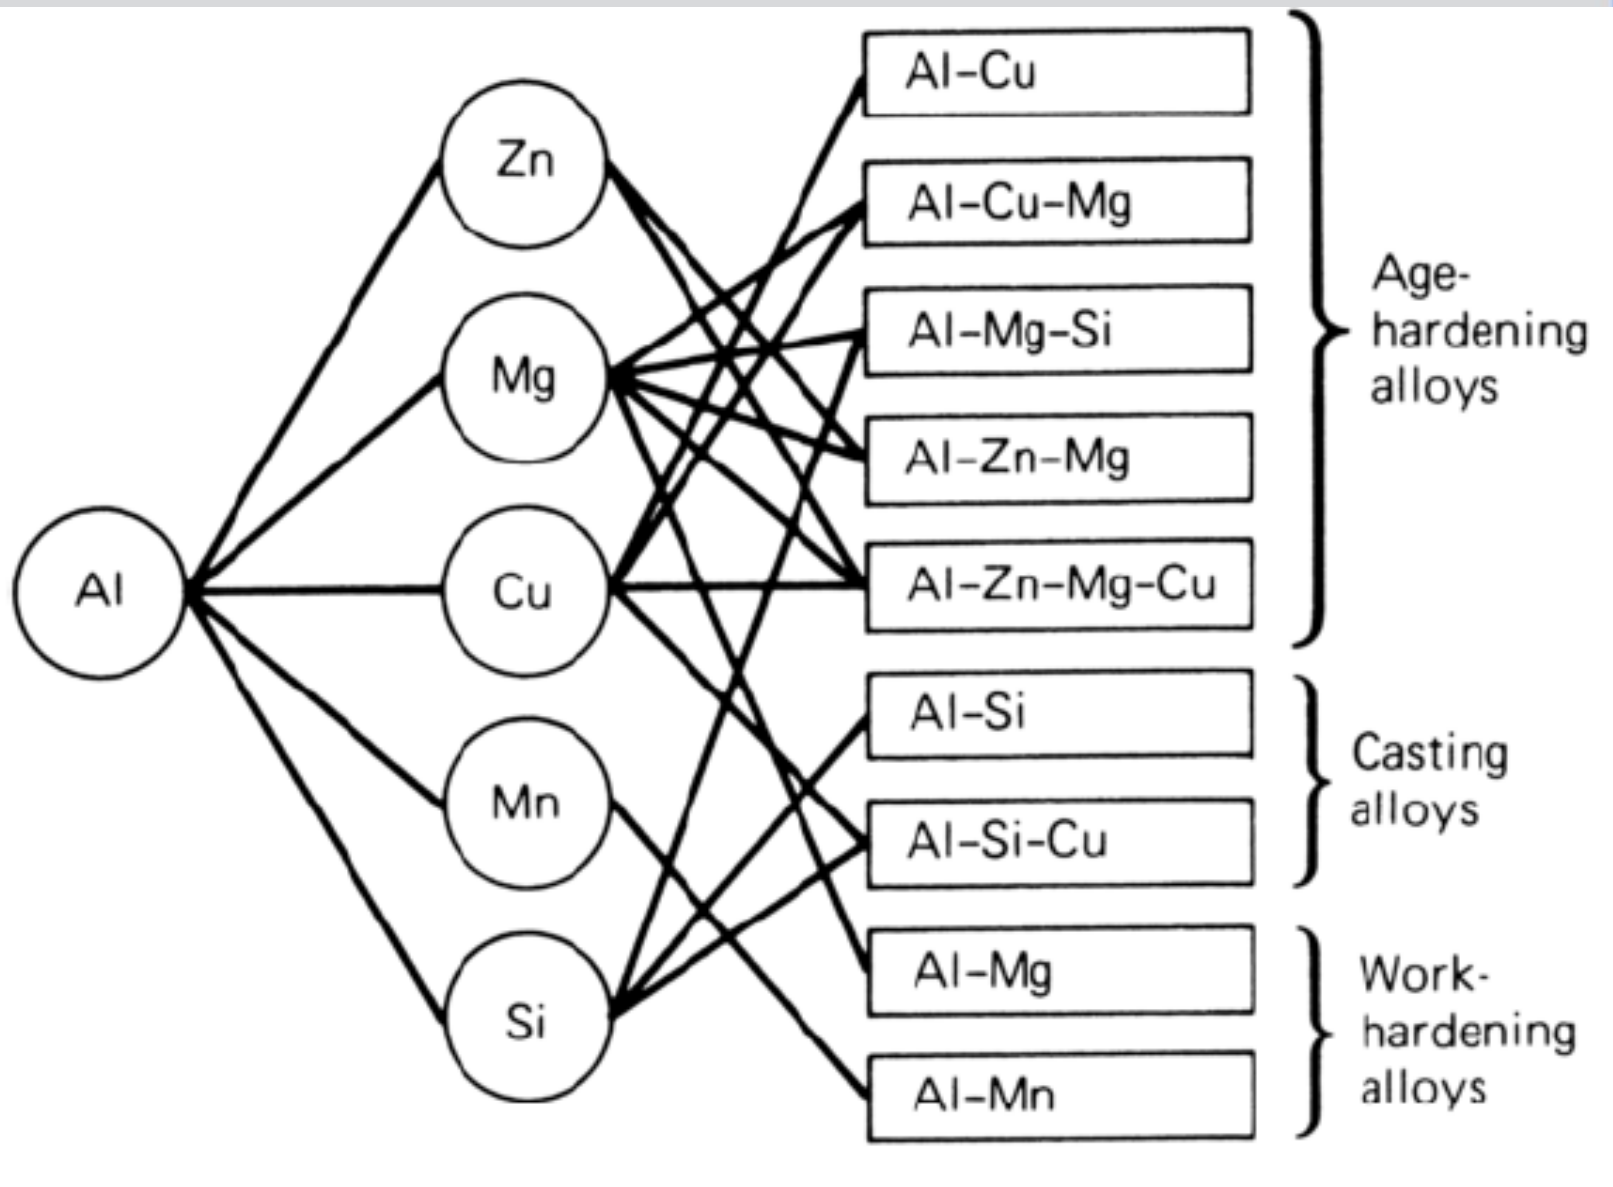 Al
Zn
Mg
Cu
Mn
Si
Al–Cu
Al–Cu–Mg
Al–Mg–Si
Al–Zn–Mg
Al–Zn–Mg–Cu
Al–Si
Al–Si–Cu
Al–Mg
Al–Mn
Age-
hardening
alloys
Casting
alloys
Work-
hardening
alloys